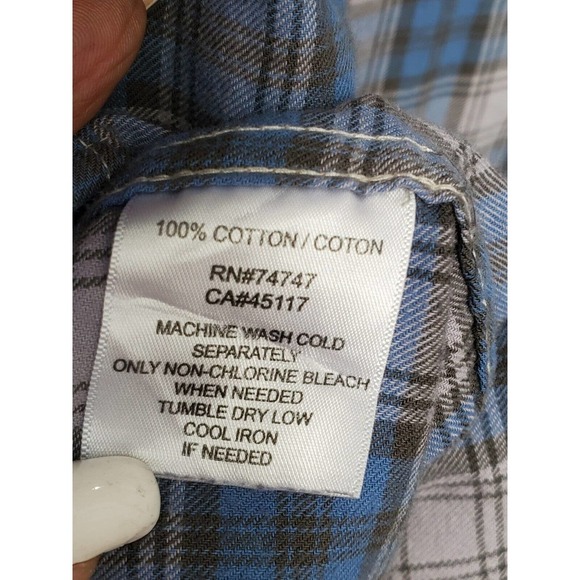 100% COTTON / COTON
RN#74747
CA#45117
MACHINE WASH COLD
SEPARATELY
ONLY NON-CHLORINE BLEACH
WHEN NEEDED
TUMBLE DRY LOW
COOL IRON
IF NEEDED